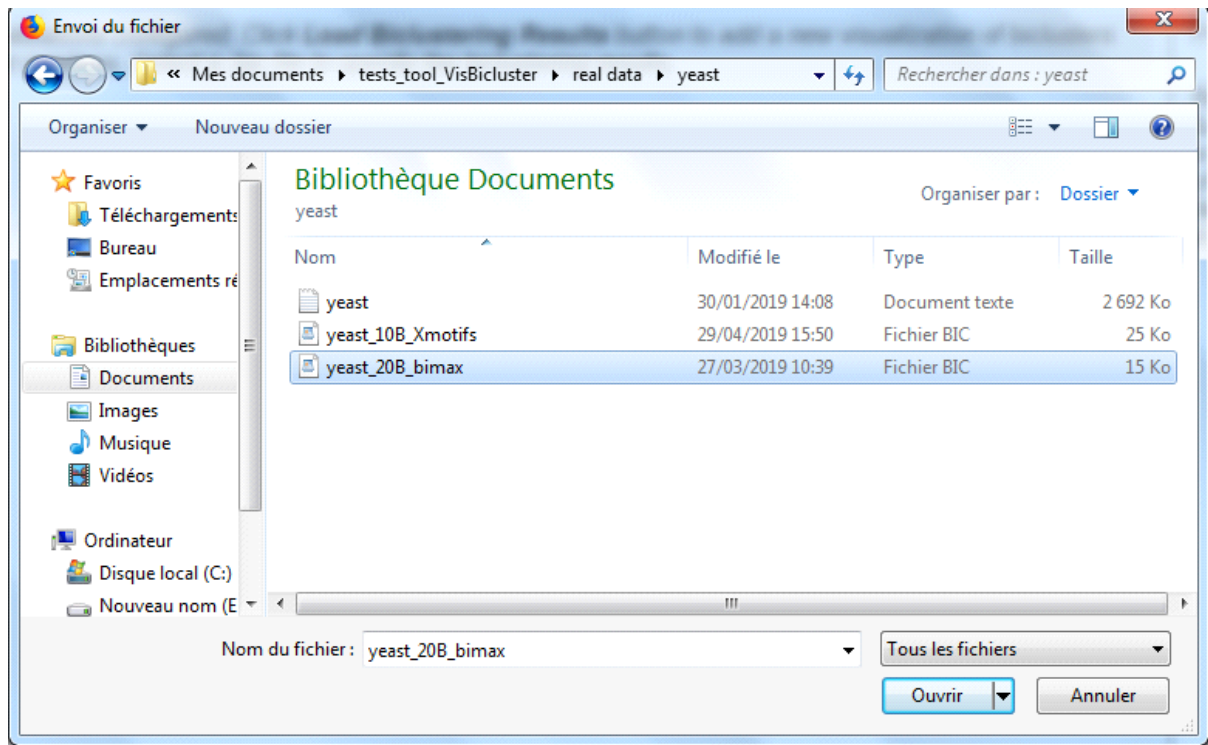 Envoi du fichier
« Mes documents ▸ tests_tool_VisBicluster ▸ real data ▸ yeast
Rechercher dans : yeast
Organiser
Nouveau dossier
Favoris
Téléchargements
Bureau
Emplacements ré
Bibliothèques
Documents
Images
Musique
Vidéos
Ordinateur
Disque local (C:)
Nouveau nom (E
Bibliothèque Documents
yeast
Organiser par : Dossier
Nom Modifié le Type Taille
yeast 30/01/2019 14:08 Document texte 2 692 Ko
yeast_10B_Xmotifs 29/04/2019 15:50 Fichier BIC 25 Ko
yeast_20B_bimax 27/03/2019 10:39 Fichier BIC 15 Ko
Nom du fichier : yeast_20B_bimax
Tous les fichiers
Ouvrir
Annuler